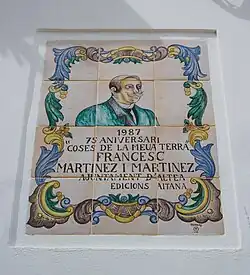 1987
75 ANIVERSARI
"COSES DE LA MEUA TERRA
FRANCESC
MARTINEZ I MARTINEZ
AJUNTAMENT ALTEA
EDICIONS AITANA